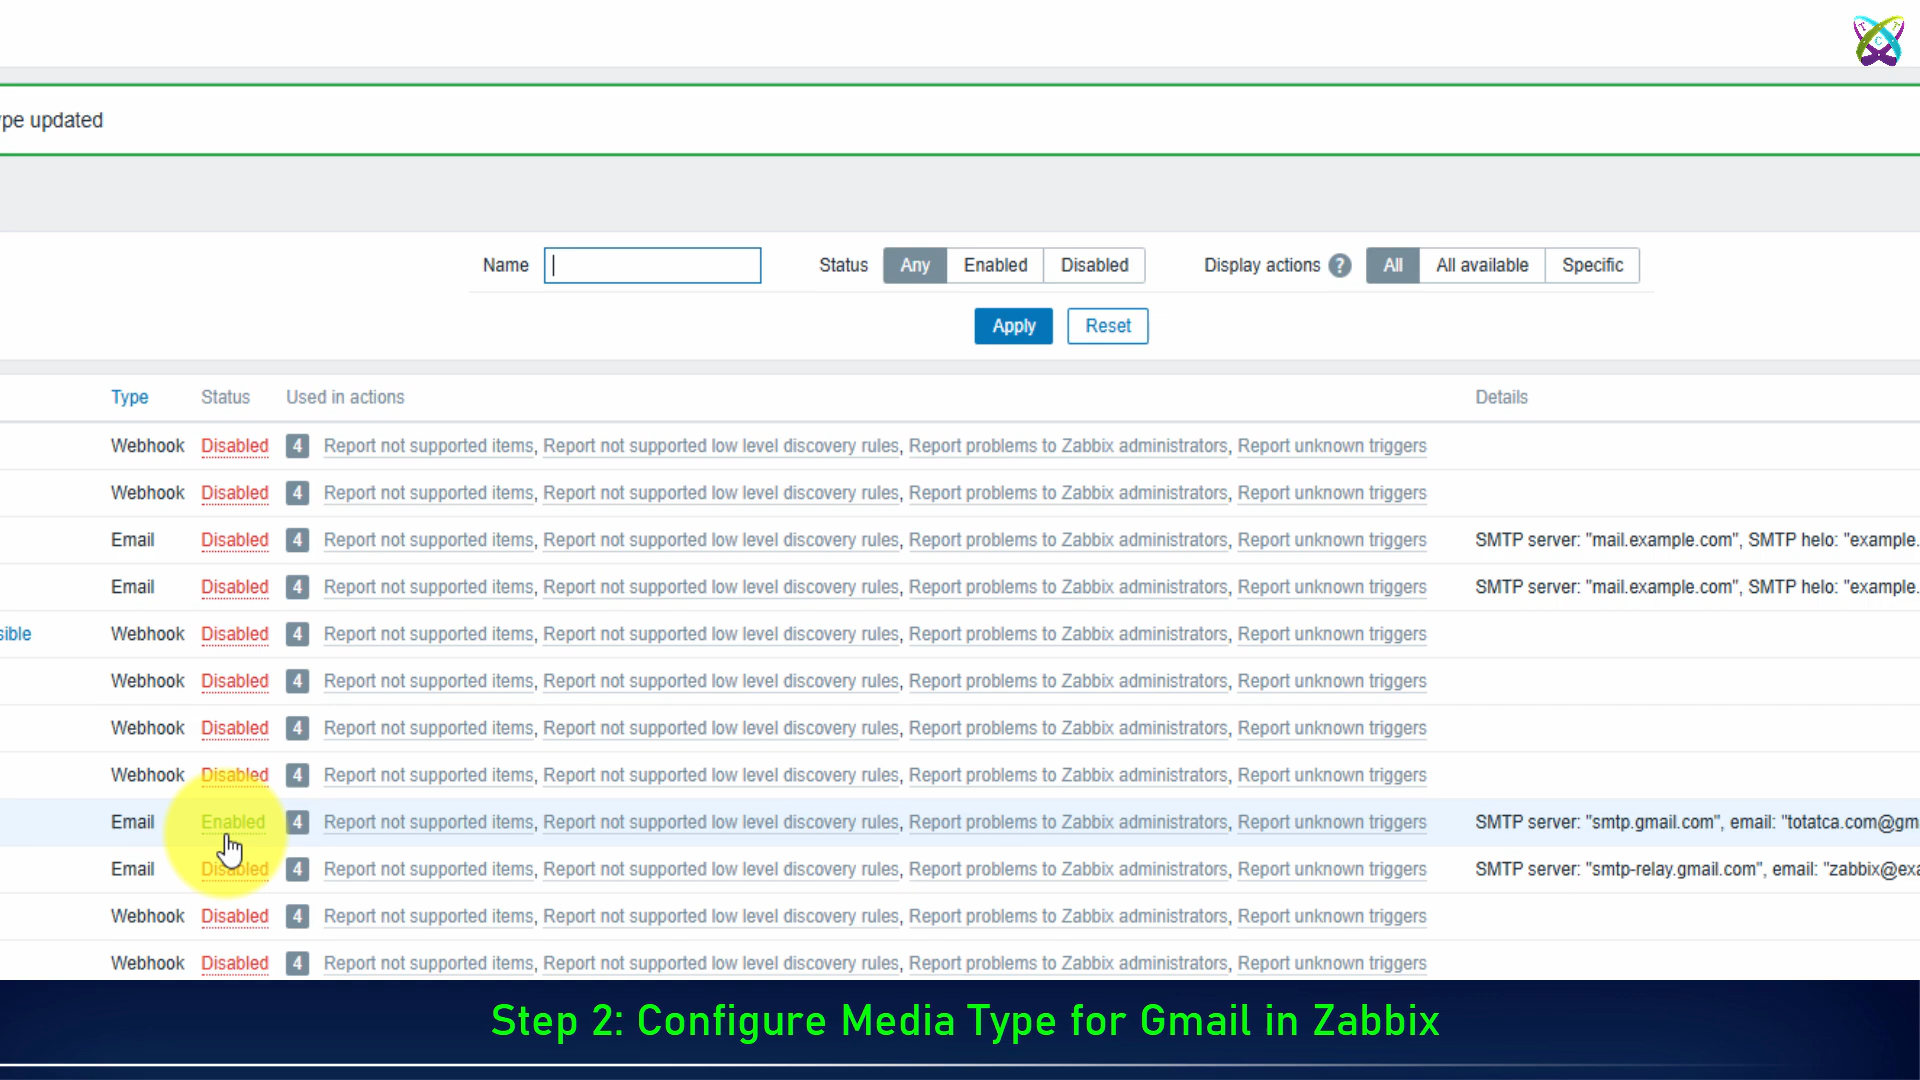 pe updated
Name Status Any Enabled Disabled Display actions ? All All available Specific
Apply Reset
Type Status Used in actions Details
Webhook Disabled 4 Report not supported items, Report not supported low level discovery rules, Report problems to Zabbix administrators, Report unknown triggers
Webhook Disabled 4 Report not supported items, Report not supported low level discovery rules, Report problems to Zabbix administrators, Report unknown triggers
Email Disabled 4 Report not supported items, Report not supported low level discovery rules, Report problems to Zabbix administrators, Report unknown triggers SMTP server: "mail.example.com", SMTP helo: "example.
Email Disabled 4 Report not supported items, Report not supported low level discovery rules, Report problems to Zabbix administrators, Report unknown triggers SMTP server: "mail.example.com", SMTP helo: "example.
sible Webhook Disabled 4 Report not supported items, Report not supported low level discovery rules, Report problems to Zabbix administrators, Report unknown triggers
Webhook Disabled 4 Report not supported items, Report not supported low level discovery rules, Report problems to Zabbix administrators, Report unknown triggers
Webhook Disabled 4 Report not supported items, Report not supported low level discovery rules, Report problems to Zabbix administrators, Report unknown triggers
Webhook Disabled 4 Report not supported items, Report not supported low level discovery rules, Report problems to Zabbix administrators, Report unknown triggers
Email Enabled 4 Report not supported items, Report not supported low level discovery rules, Report problems to Zabbix administrators, Report unknown triggers SMTP server: "smtp.gmail.com", email: "totatca.com@gm
Email Disabled 4 Report not supported items, Report not supported low level discovery rules, Report problems to Zabbix administrators, Report unknown triggers SMTP server: "smtp-relay.gmail.com", email: "zabbix@exa
Webhook Disabled 4 Report not supported items, Report not supported low level discovery rules, Report problems to Zabbix administrators, Report unknown triggers
Webhook Disabled 4 Report not supported items, Report not supported low level discovery rules, Report problems to Zabbix administrators, Report unknown triggers
Step 2: Configure Media Type for Gmail in Zabbix